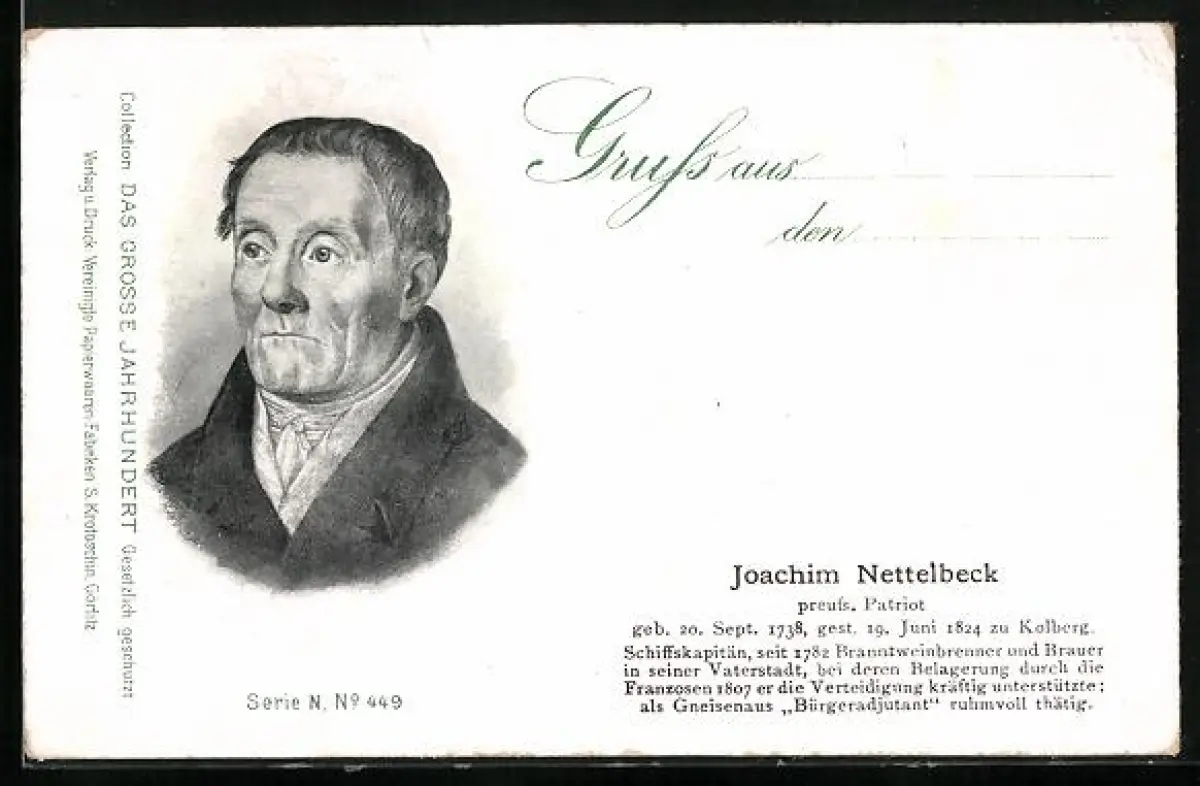 Collection DAS GROSSE JAHRHUNDERT Gesetzlich geschützt
Verlag u. Druck Vereinigte Papierwaaren-Fabriken S. Krotoschin, Görlitz
Gruſs aus
den
Joachim Nettelbeck
preuſs. Patriot
geb. 20. Sept. 1738, gest. 19. Juni 1824 zu Kolberg.
Schiffskapitän, seit 1782 Branntweinbrenner und Brauer
in seiner Vaterstadt, bei deren Belagerung durch die
Franzosen 1807 er die Verteidigung kräftig unterstützte;
als Gneisenaus „Bürgeradjutant“ ruhmvoll thätig.
Serie N. Nº 449